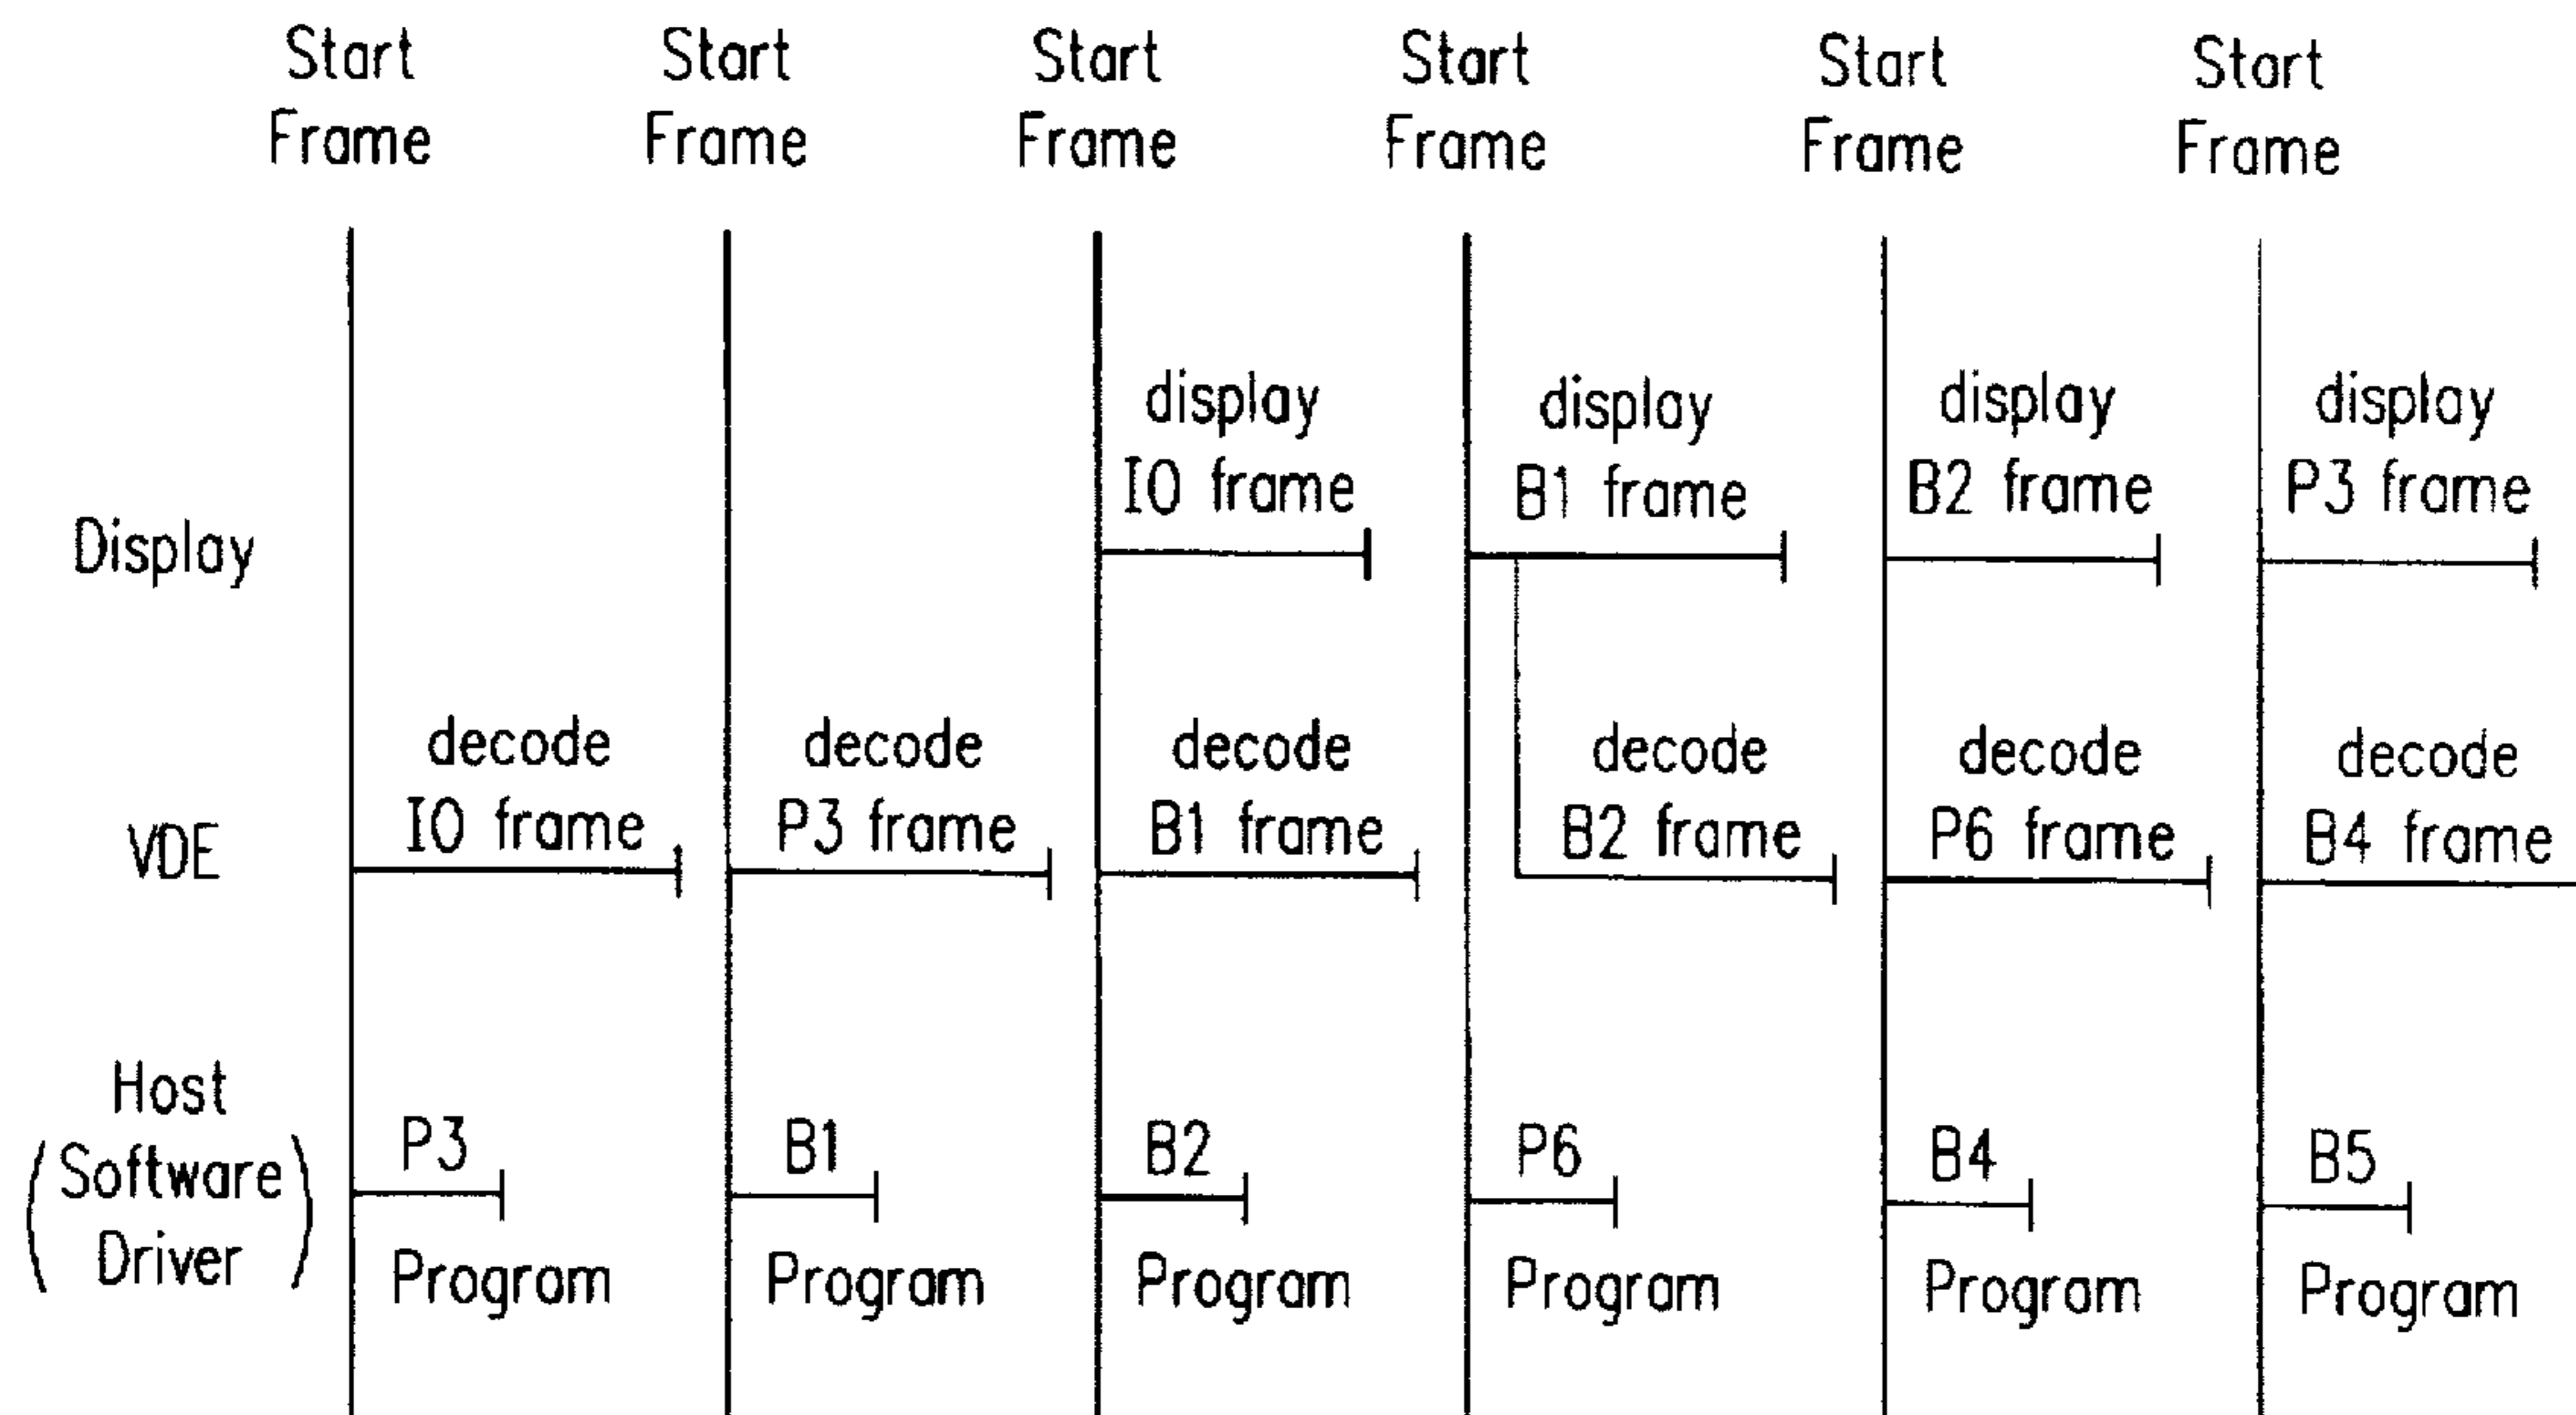 Start
Frame
Start
Frame
Start
Frame
Start
Frame
Start
Frame
Start
Frame
Display
display
I0 frame
display
B1 frame
display
B2 frame
display
P3 frame
VDE
decode
I0 frame
decode
P3 frame
decode
B1 frame
decode
B2 frame
decode
P6 frame
decode
B4 frame
Host
(Software
Driver)
P3
Program
B1
Program
B2
Program
P6
Program
B4
Program
B5
Program